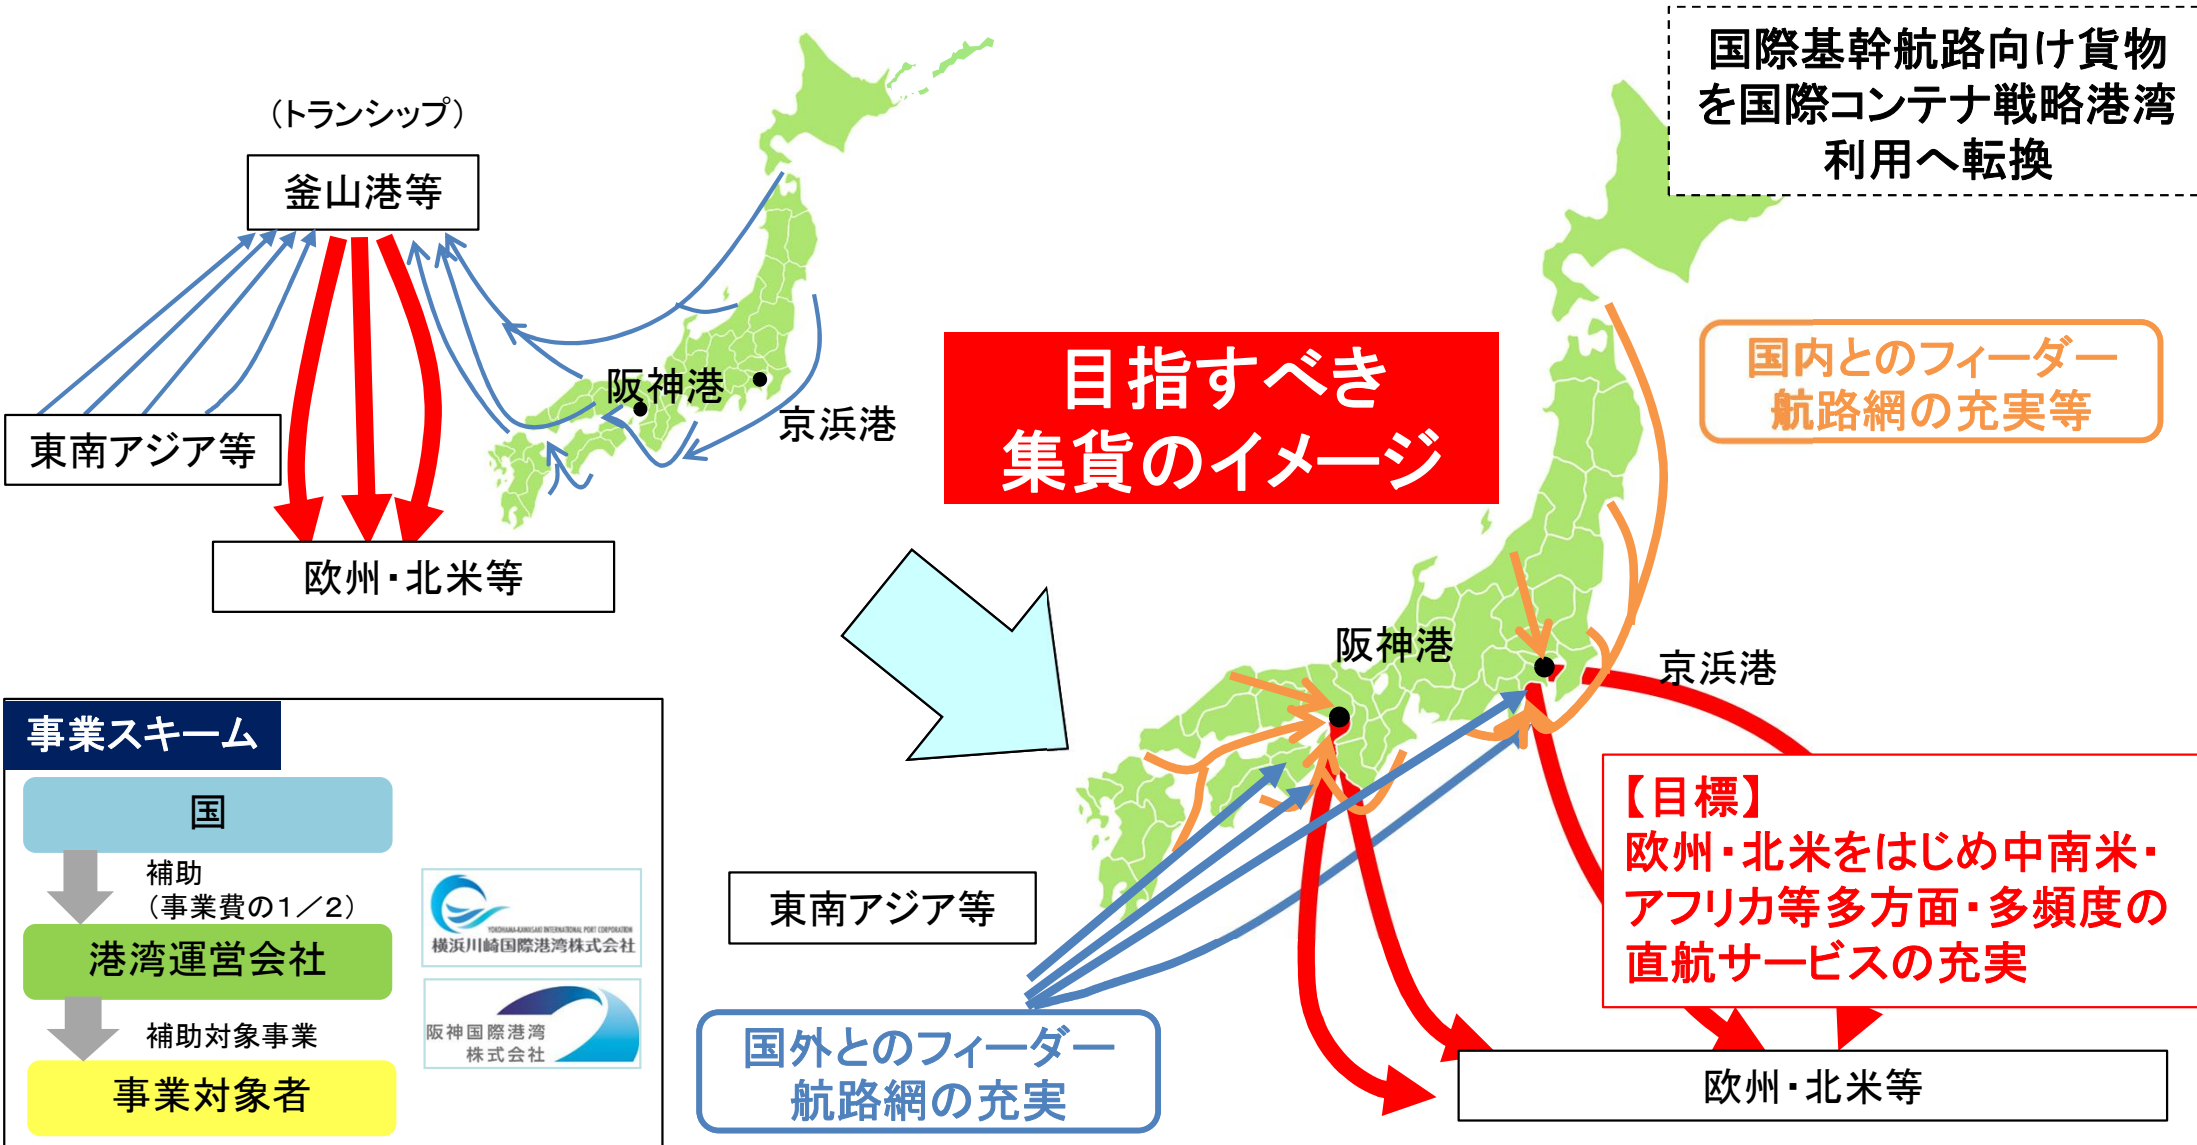 (トランシップ)
釜山港等
東南アジア等
欧州・北米等
阪神港
京浜港
国際基幹航路向け貨物
を国際コンテナ戦略港湾
利用へ転換
目指すべき
集貨のイメージ
国内とのフィーダー
航路網の充実等
阪神港
京浜港
【目標】
欧州・北米をはじめ中南米・
アフリカ等多方面・多頻度の
直航サービスの充実
東南アジア等
国外とのフィーダー
航路網の充実
欧州・北米等
事業スキーム
国
補助
(事業費の1/2)
港湾運営会社
補助対象事業
事業対象者
YOKOHAMA-KAWASAKI INTERNATIONAL PORT CORPORATION
横浜川崎国際港湾株式会社
阪神国際港湾
株式会社